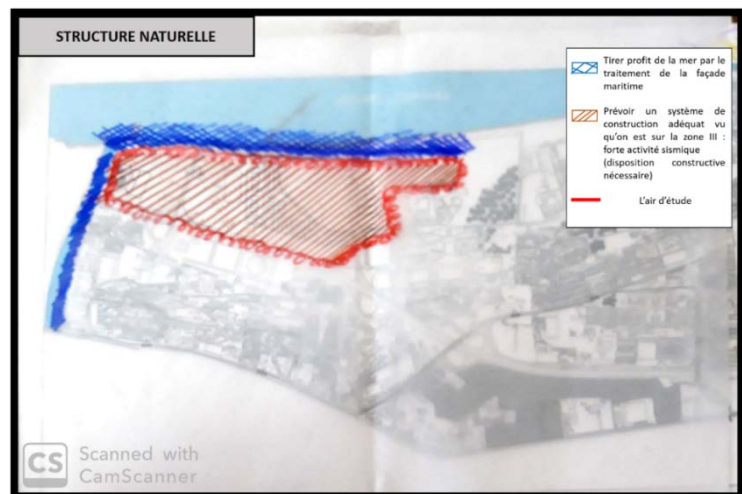 STRUCTURE NATURELLE
Tirer profit de la mer par le
traitement de la façade
maritime
Prévoir un système de
construction adéquat vu
qu'on est sur la zone III :
forte activité sismique
(disposition constructive
nécessaire)
L'air d'étude
CS
Scanned with
CamScanner